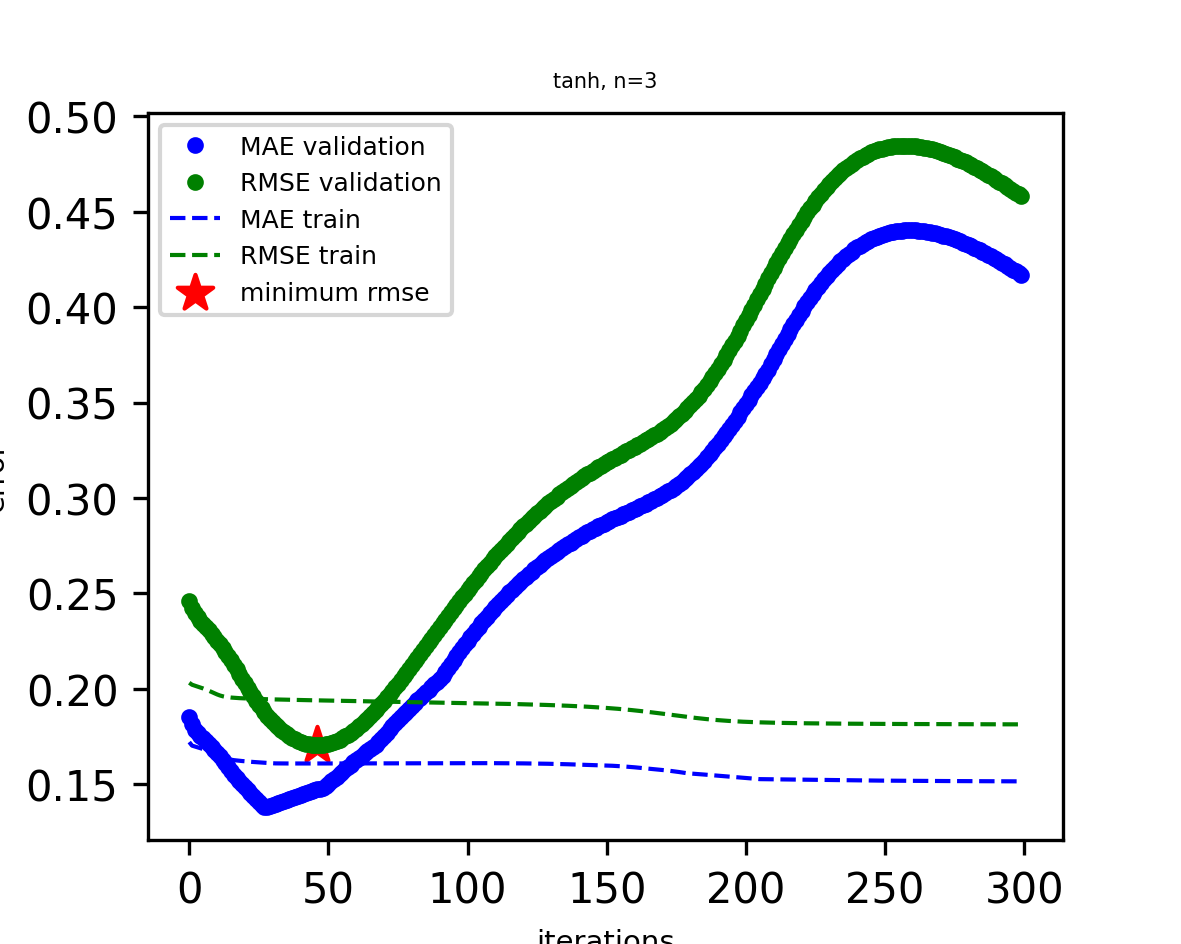 tanh, n=3
0.50
0.45
0.40
0.35
0.30
0.25
0.20
0.15
MAE validation
RMSE validation
MAE train
RMSE train
minimum rmse
0 50 100 150 200 250 300
iterations